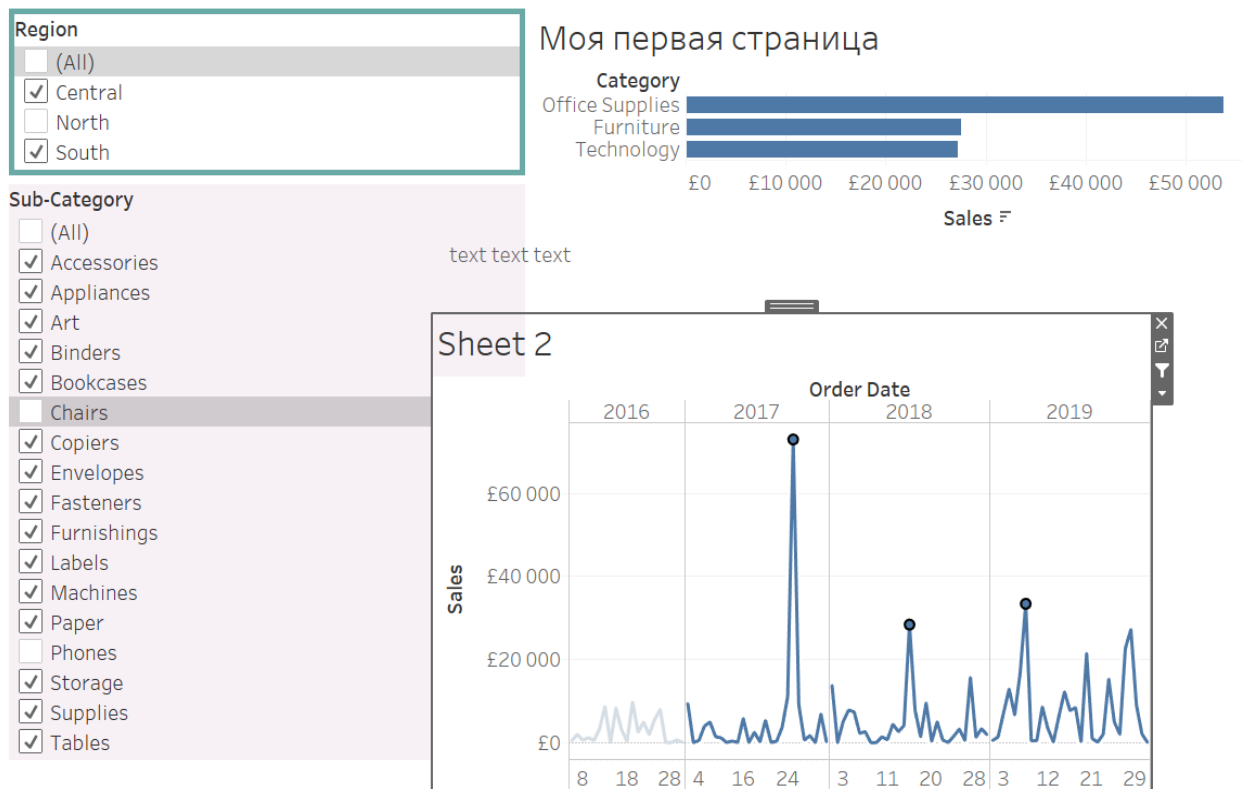 Region
(All)
Central
North
South
Sub-Category
(All)
Accessories
Appliances
Art
Binders
Bookcases
Chairs
Copiers
Envelopes
Fasteners
Furnishings
Labels
Machines
Paper
Phones
Storage
Supplies
Tables
Моя первая страница
Category
Office Supplies
Furniture
Technology
£0 £10 000 £20 000 £30 000 £40 000 £50 000
Sales
text text text
Sheet 2
Order Date
2016 2017 2018 2019
£60 000
£40 000
£20 000
£0
Sales
8 18 28 4 16 24 3 11 20 28 3 12 21 29